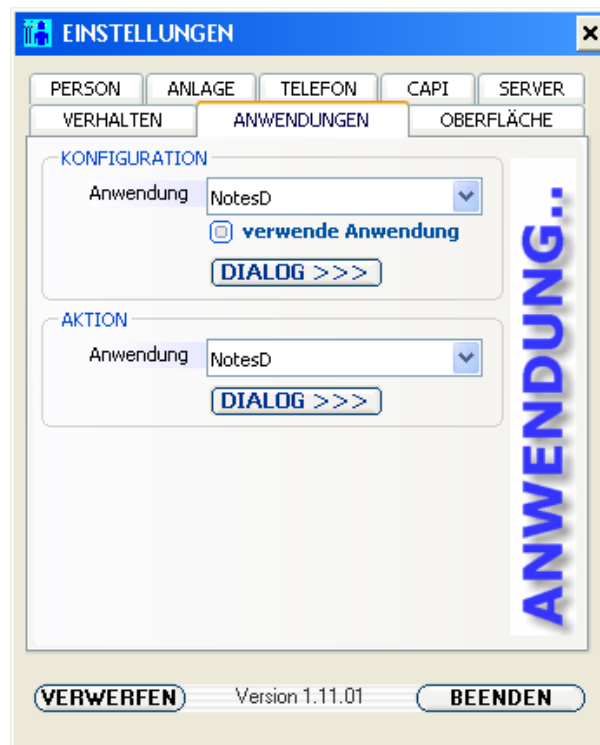 EINSTELLUNGEN
PERSON ANLAGE TELEFON CAPI SERVER
VERHALTEN ANWENDUNGEN OBERFLÄCHE
KONFIGURATION
Anwendung NotesD
verwende Anwendung
DIALOG >>>
AKTION
Anwendung NotesD
DIALOG >>>
ANWENDUNG..
VERWERFEN Version 1.11.01 BEENDEN